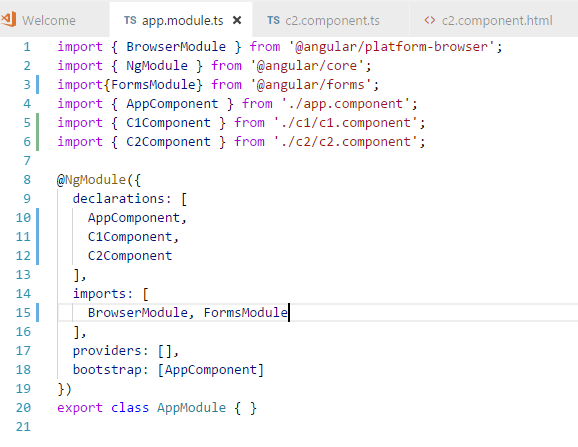 Welcome TS app.module.ts × TS c2.component.ts <> c2.component.html
1 import { BrowserModule } from '@angular/platform-browser';
2 import { NgModule } from '@angular/core';
3 import{FormsModule} from '@angular/forms';
4 import { AppComponent } from './app.component';
5 import { C1Component } from './c1/c1.component';
6 import { C2Component } from './c2/c2.component';
7
8 @NgModule({
9   declarations: [
10     AppComponent,
11     C1Component,
12     C2Component
13   ],
14   imports: [
15     BrowserModule, FormsModule
16   ],
17   providers: [],
18   bootstrap: [AppComponent]
19 })
20 export class AppModule { }
21